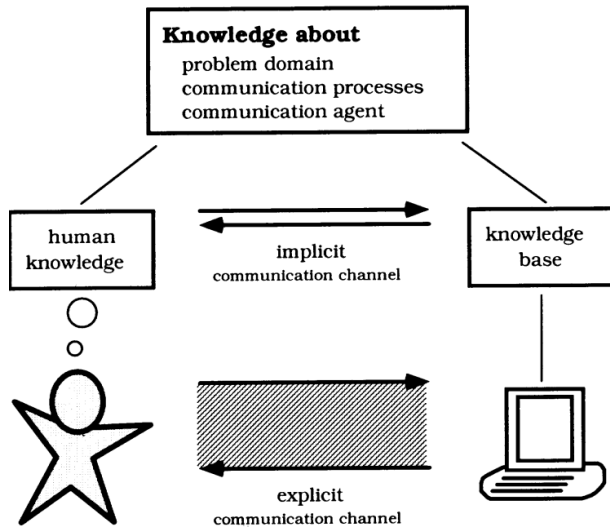 Knowledge about
problem domain
communication processes
communication agent
human
knowledge
implicit
communication channel
knowledge
base
explicit
communication channel